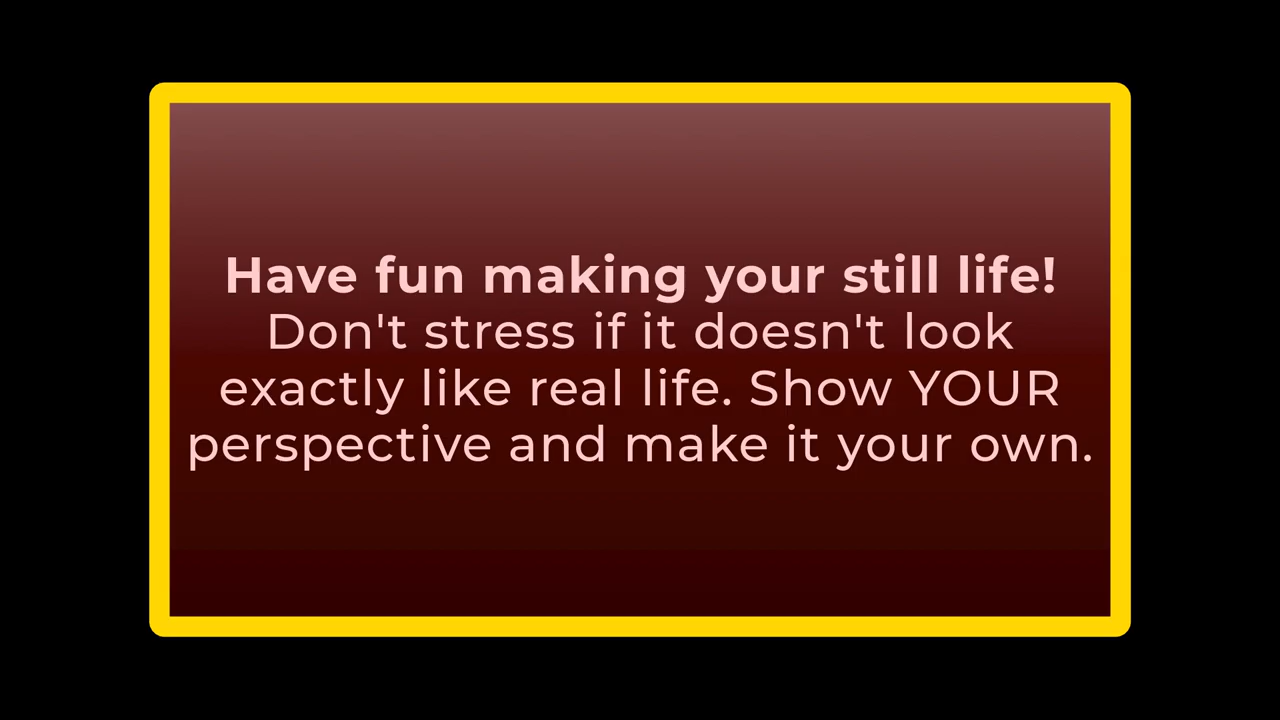 Have fun making your still life!
Don't stress if it doesn't look
exactly like real life. Show YOUR
perspective and make it your own.